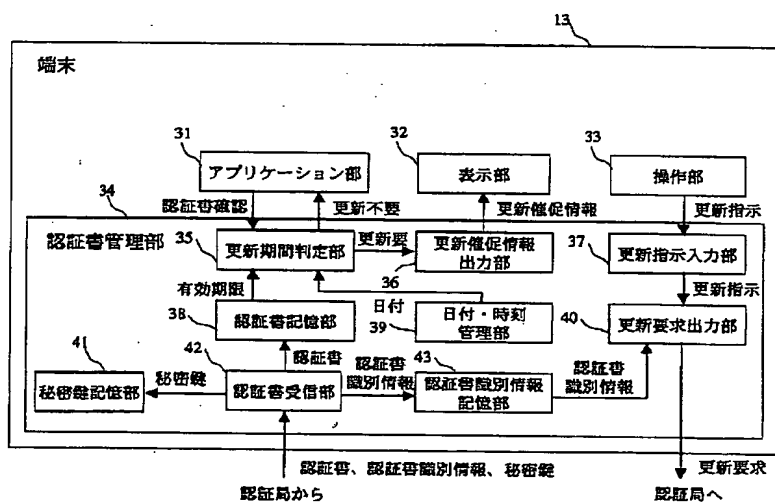 13
端末
31
アプリケーション部
32
表示部
33
操作部
34
認証書確認
更新不要
更新催促情報
更新指示
認証書管理部
35
更新期間判定部
更新要
更新催促情報
出力部
36
37
更新指示入力部
有効期限
日付
更新指示
38
認証書記憶部
39
日付・時刻
管理部
40
更新要求出力部
41
秘密鍵記憶部
秘密鍵
42
認証書
認証書受信部
認証書
識別情報
43
認証書識別情報
記憶部
認証書
識別情報
認証書、認証書識別情報、秘密鍵
更新要求
認証局から
認証局へ